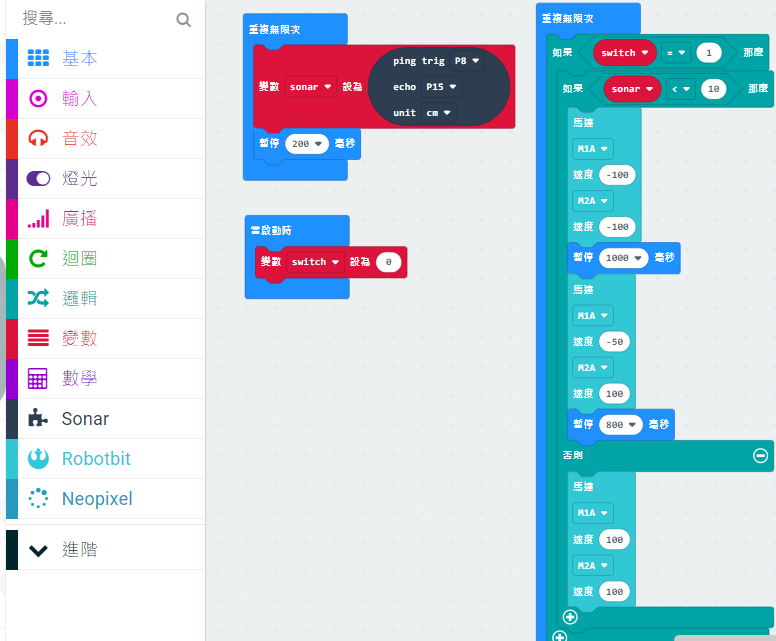 搜尋...
基本
輸入
音效
燈光
廣播
迴圈
邏輯
變數
數學
Sonar
Robotbit
Neopixel
進階
重複無限次
變數 sonar 設為 ping trig P8
echo P15
unit cm
暫停 200 毫秒
當啟動時
變數 switch 設為 0
重複無限次
如果 switch = 1 那麼
如果 sonar < 10 那麼
馬達
M1A
速度 -100
M2A
速度 -100
暫停 1000 毫秒
馬達
M1A
速度 -50
M2A
速度 100
暫停 800 毫秒
否則
馬達
M1A
速度 100
M2A
速度 100